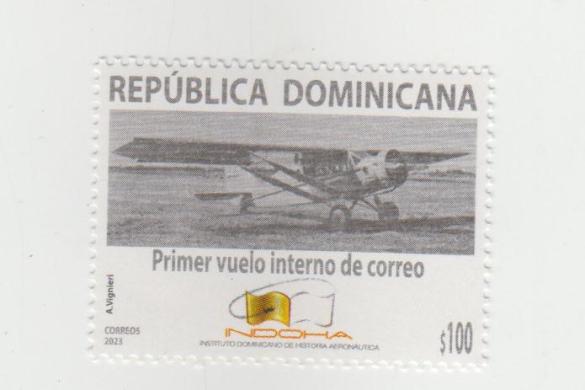 REPÚBLICA DOMINICANA
Primer vuelo interno de correo
A.Vignieri
CORREOS
2023
INDOHA
INSTITUTO DOMINICANO DE HISTORIA AERONÁUTICA
$100